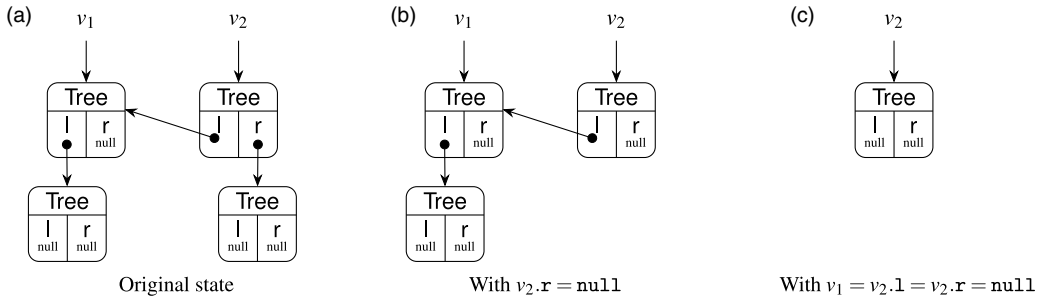 (a) (b) (c)
v1 v2 v1 v2 v2
Tree Tree Tree Tree Tree
l r l r l r l r l r
null null null null null
Tree Tree Tree
l r l r l r
null null null null null null
Original state With v2.r = null With v1 = v2.l = v2.r = null